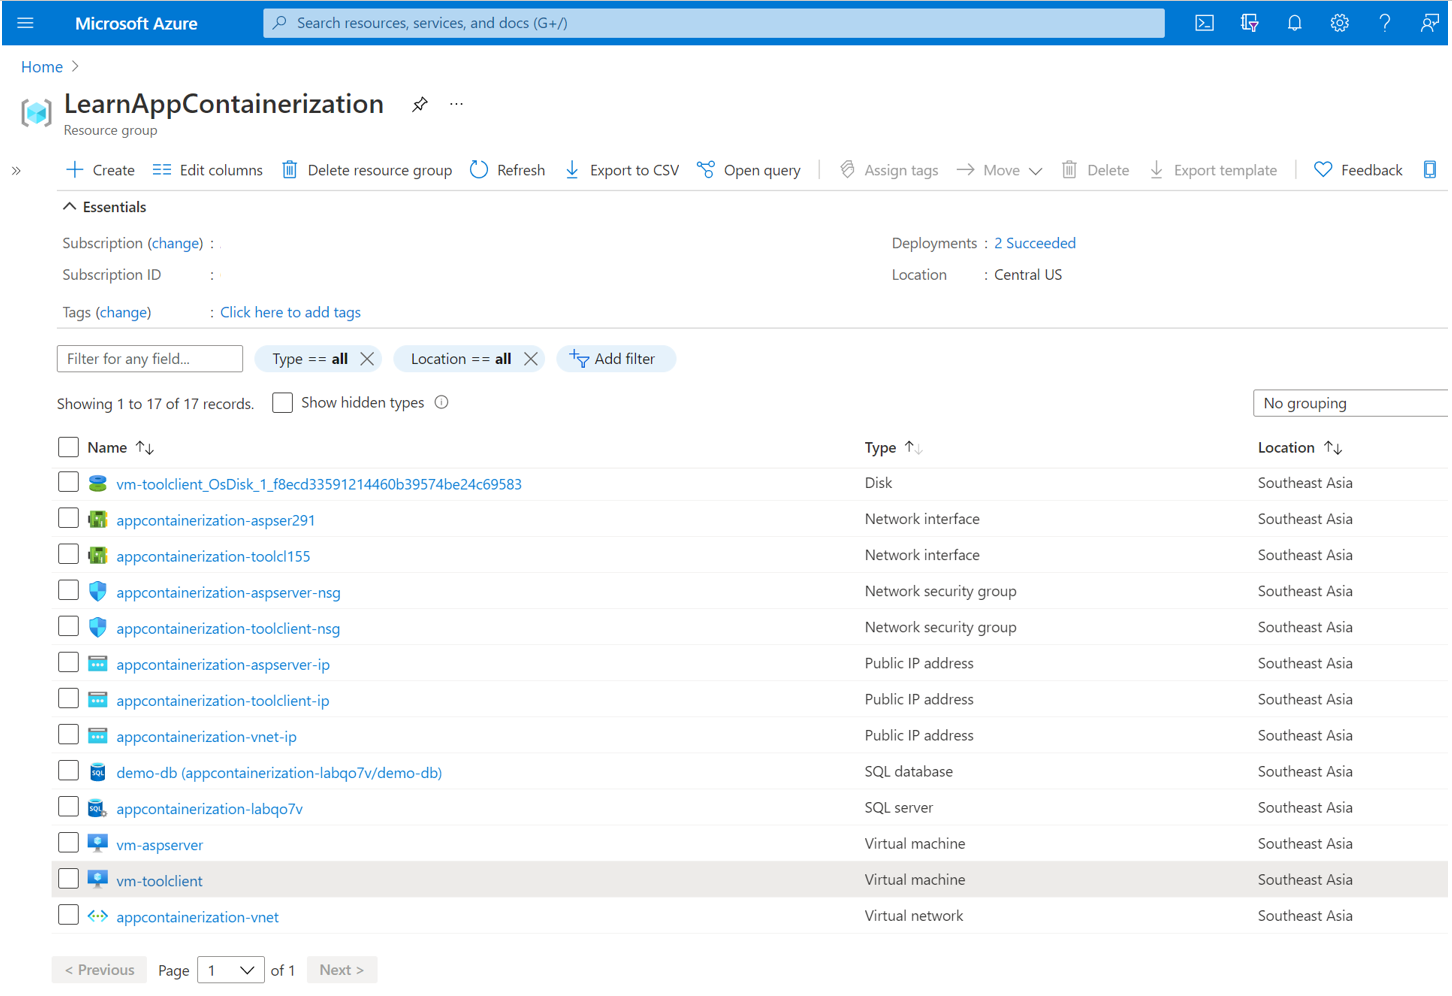 Microsoft Azure
Search resources, services, and docs (G+/)
Home
LearnAppContainerization
Resource group
Create Edit columns Delete resource group Refresh Export to CSV Open query Assign tags Move Delete Export template Feedback
Essentials
Subscription (change) : Deployments : 2 Succeeded
Subscription ID : Location : Central US
Tags (change) : Click here to add tags
Filter for any field... Type == all Location == all Add filter
Showing 1 to 17 of 17 records. Show hidden types No grouping
Name Type Location
vm-toolclient_OsDisk_1_f8ecd33591214460b39574be24c69583 Disk Southeast Asia
appcontainerization-aspser291 Network interface Southeast Asia
appcontainerization-toolcl155 Network interface Southeast Asia
appcontainerization-aspserver-nsg Network security group Southeast Asia
appcontainerization-toolclient-nsg Network security group Southeast Asia
appcontainerization-aspserver-ip Public IP address Southeast Asia
appcontainerization-toolclient-ip Public IP address Southeast Asia
appcontainerization-vnet-ip Public IP address Southeast Asia
demo-db (appcontainerization-labqo7v/demo-db) SQL database Southeast Asia
appcontainerization-labqo7v SQL server Southeast Asia
vm-aspserver Virtual machine Southeast Asia
vm-toolclient Virtual machine Southeast Asia
appcontainerization-vnet Virtual network Southeast Asia
< Previous Page 1 of 1 Next >